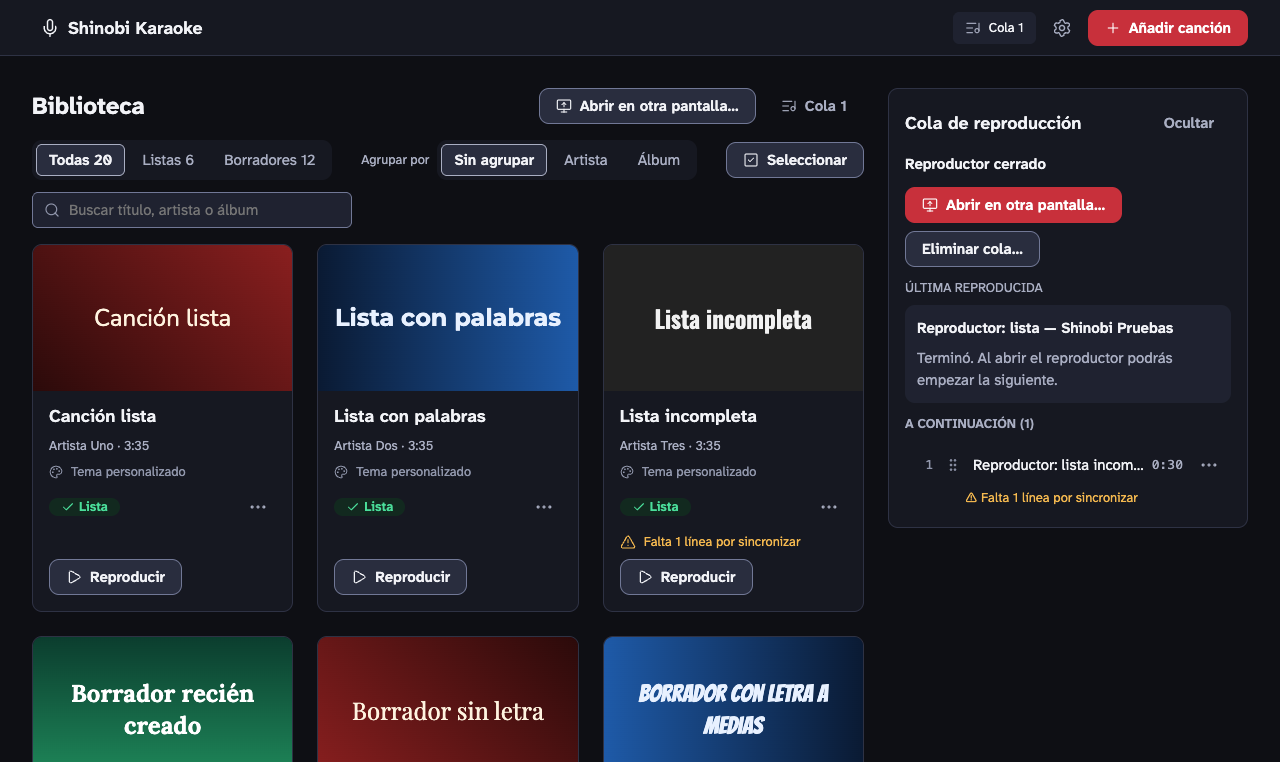 Shinobi Karaoke
Cola 1
Añadir canción
Biblioteca
Abrir en otra pantalla...
Cola 1
Todas 20
Listas 6
Borradores 12
Agrupar por
Sin agrupar
Artista
Álbum
Seleccionar
Buscar título, artista o álbum
Canción lista
Canción lista
Artista Uno · 3:35
Tema personalizado
Lista
Reproducir
Lista con palabras
Lista con palabras
Artista Dos · 3:35
Tema personalizado
Lista
Reproducir
Lista incompleta
Lista incompleta
Artista Tres · 3:35
Tema personalizado
Lista
Falta 1 línea por sincronizar
Reproducir
Borrador recién
creado
Borrador sin letra
BORRADOR CON LETRA A
MEDIAS
Cola de reproducción
Ocultar
Reproductor cerrado
Abrir en otra pantalla...
Eliminar cola...
ÚLTIMA REPRODUCIDA
Reproductor: lista — Shinobi Pruebas
Terminó. Al abrir el reproductor podrás
empezar la siguiente.
A CONTINUACIÓN (1)
1 Reproductor: lista incom... 0:30
Falta 1 línea por sincronizar